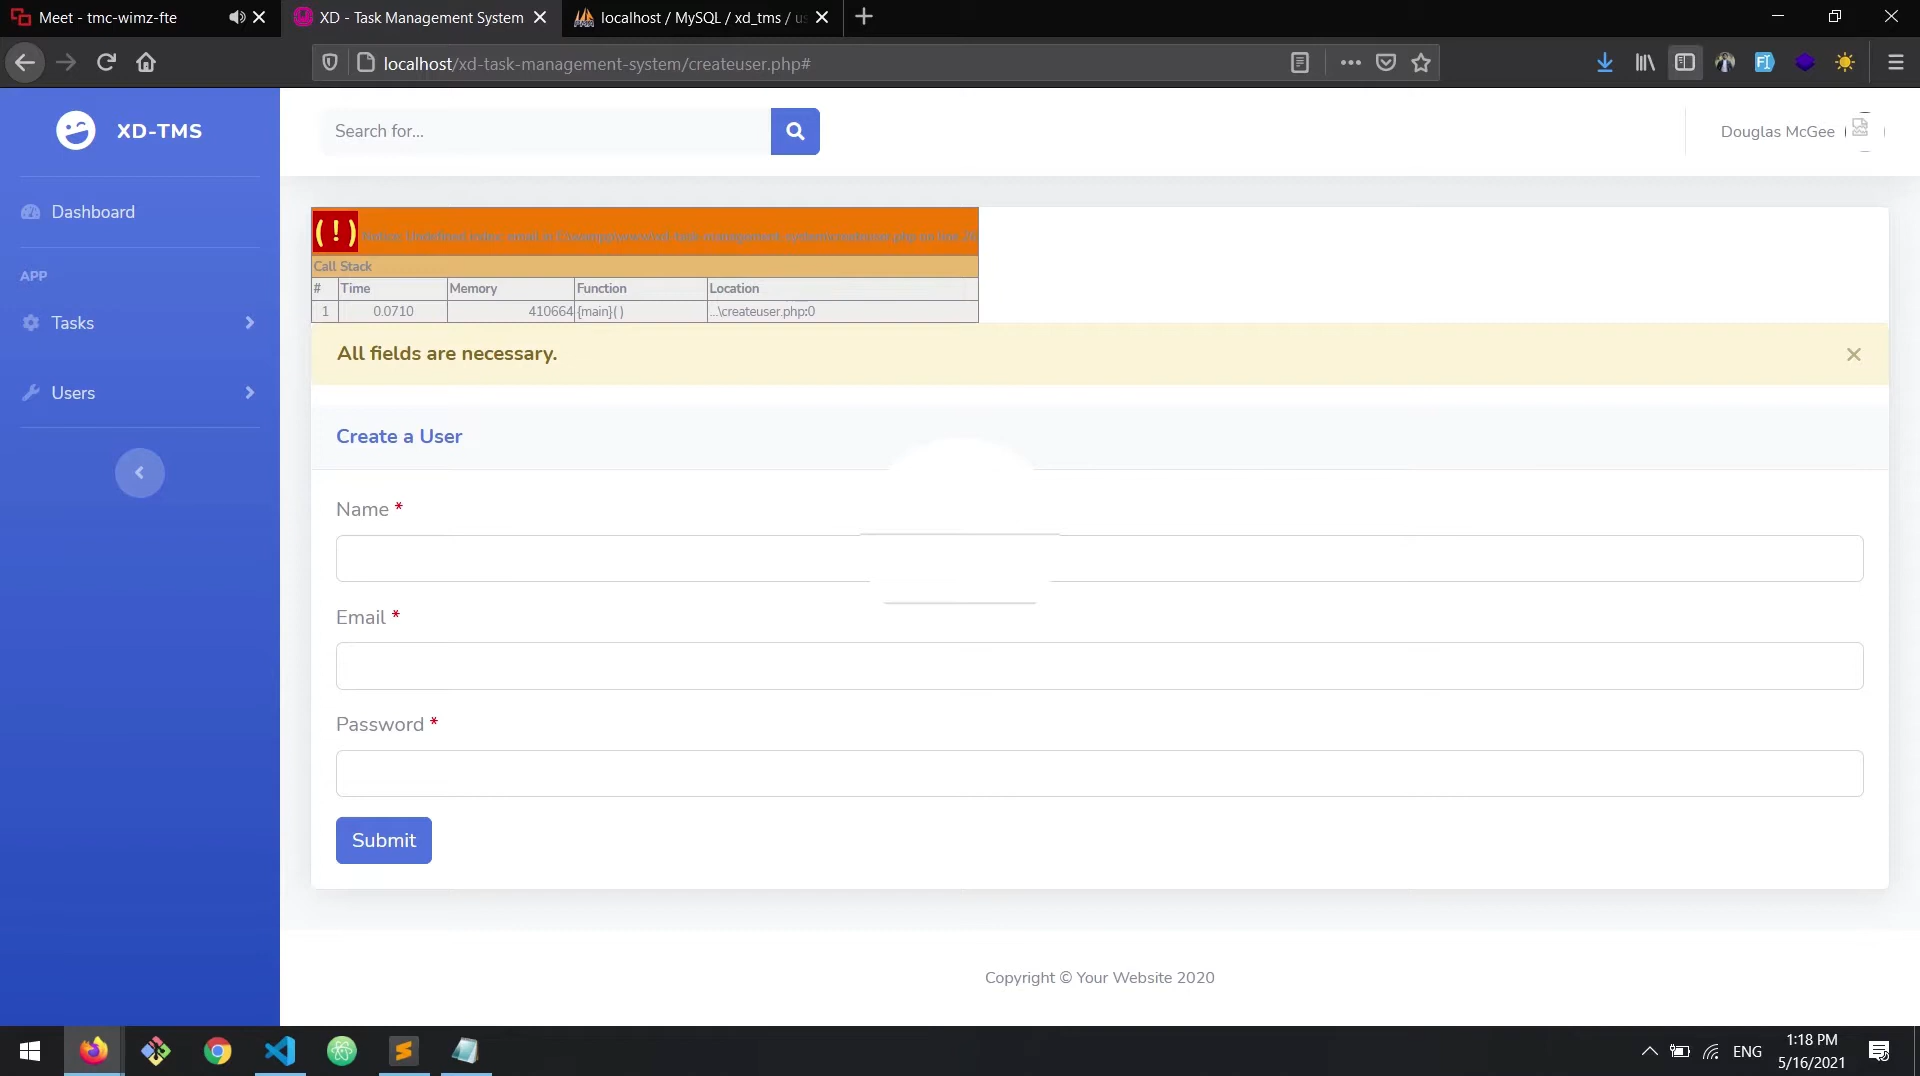 Meet - tmc-wimz-fte
XD - Task Management System
localhost / MySQL / xd_tms / us
localhost/xd-task-management-system/createuser.php#
XD-TMS
Search for...
Douglas McGee
Dashboard
APP
Tasks
Users
( ! )
Call Stack
# Time Memory Function Location
1 0.0710 410664 {main}( ) ...\createuser.php:0
All fields are necessary.
Create a User
Name *
Email *
Password *
Submit
Copyright © Your Website 2020
ENG
1:18 PM
5/16/2021